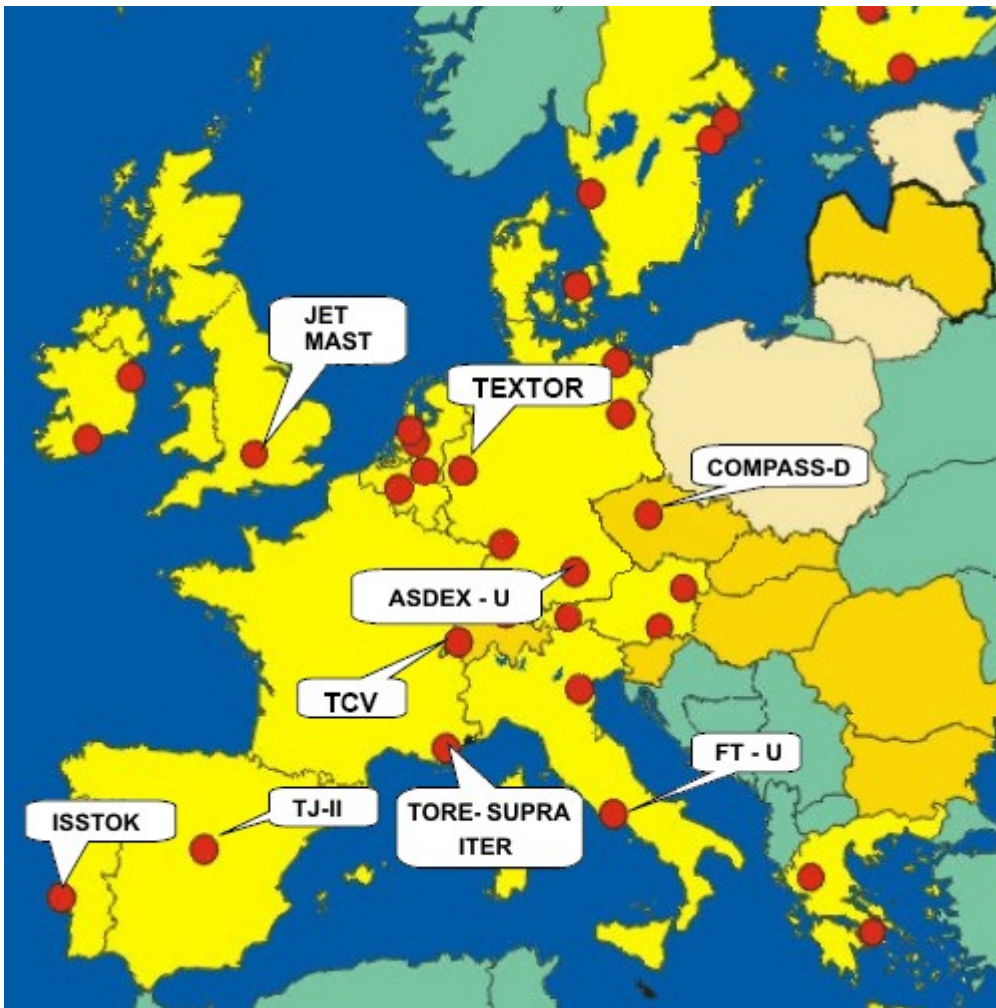 JET
MAST
TEXTOR
COMPASS-D
ASDEX - U
TCV
FT - U
TJ-II
ISSTOK
TORE- SUPRA
ITER